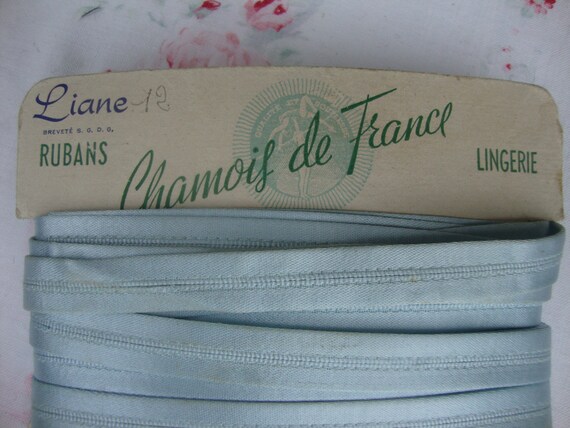 Liane 12
BREVETÉ S. G. D. G.
RUBANS
Chamois de France
LINGERIE